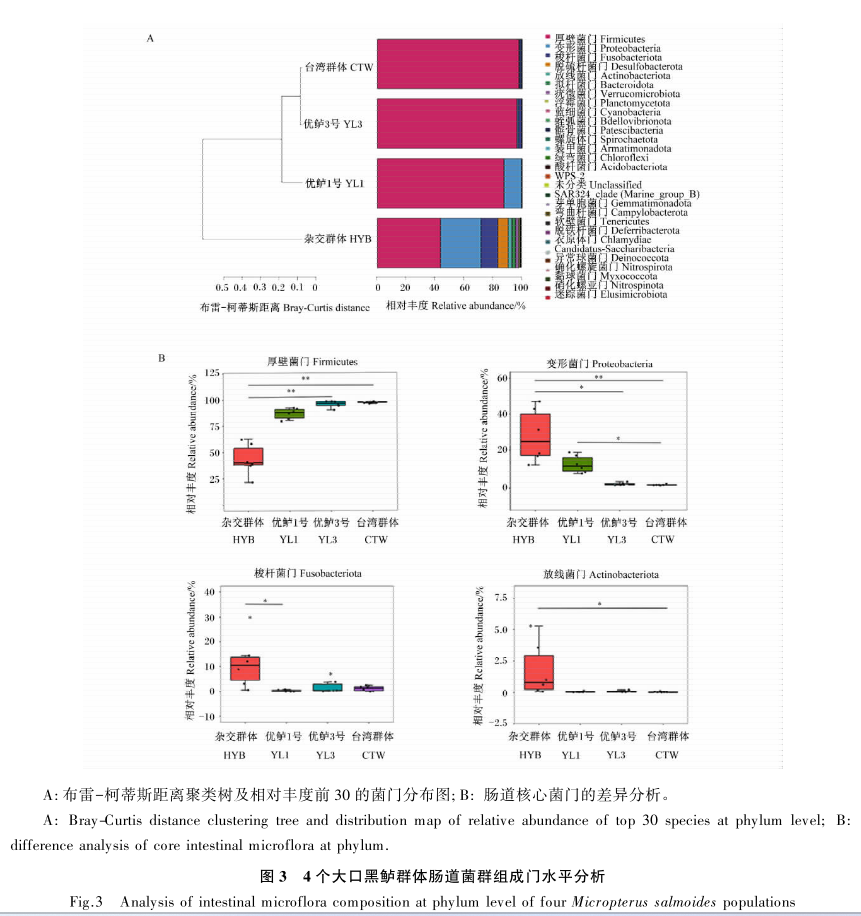 A
台湾群体 CTW
优鲈3号 YL3
优鲈1号 YL1
杂交群体 HYB
0.5 0.4 0.3 0.2 0.1 0
布雷-柯蒂斯距离 Bray-Curtis distance
0 20 40 60 80 100
相对丰度 Relative abundance/%
厚壁菌门 Firmicutes
变形菌门 Proteobacteria
梭杆菌门 Fusobacteriota
脱硫杆菌门 Desulfobacterota
放线菌门 Actinobacteriota
拟杆菌门 Bacteroidota
疣微菌门 Verrucomicrobiota
浮霉菌门 Planctomycetota
蓝细菌门 Cyanobacteria
蛭弧菌门 Bdellovibrionota
髌骨菌门 Patescibacteria
螺旋体门 Spirochaetota
装甲菌门 Armatimonadota
绿弯菌门 Chloroflexi
酸杆菌门 Acidobacteriota
WPS-2
未分类 Unclassified
SAR324_clade (Marine_group_B)
芽单胞菌门 Gemmatimonadota
弯曲杆菌门 Campylobacterota
软壁菌门 Tenericutes
脱铁杆菌门 Deferribacterota
衣原体门 Chlamydiae
Candidatus-Saccharibacteria
异常球菌门 Deinococcota
硝化螺旋菌门 Nitrospirota
黏球菌门 Myxococcota
硝化螺亚门 Nitrospinota
迷踪菌门 Elusimicrobiota
B
厚壁菌门 Firmicutes
相对丰度 Relative abundance/%
125
100
75
50
25
**
**
杂交群体 优鲈1号 优鲈3号 台湾群体
HYB YL1 YL3 CTW
变形菌门 Proteobacteria
相对丰度 Relative abundance/%
60
40
20
0
**
*
*
杂交群体 优鲈1号 优鲈3号 台湾群体
HYB YL1 YL3 CTW
梭杆菌门 Fusobacteriota
相对丰度 Relative abundance/%
40
30
20
10
0
-10
*
杂交群体 优鲈1号 优鲈3号 台湾群体
HYB YL1 YL3 CTW
放线菌门 Actinobacteriota
相对丰度 Relative abundance/%
7.5
5.0
2.5
0
-2.5
*
杂交群体 优鲈1号 优鲈3号 台湾群体
HYB YL1 YL3 CTW
A: 布雷-柯蒂斯距离聚类树及相对丰度前 30 的菌门分布图; B: 肠道核心菌门的差异分析。
A: Bray-Curtis distance clustering tree and distribution map of relative abundance of top 30 species at phylum level; B:
difference analysis of core intestinal microflora at phylum.
图 3 4 个大口黑鲈群体肠道菌群组成门水平分析
Fig.3 Analysis of intestinal microflora composition at phylum level of four Micropterus salmoides populations